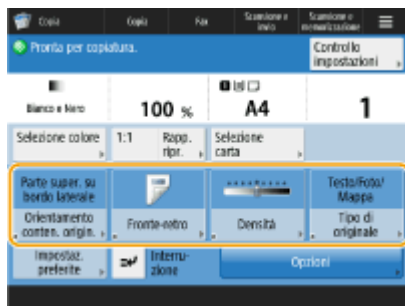 Copia Copia Fax Scansione e invio Scansione e memorizzazione
Pronta per copiatura.
Controllo impostazioni
Bianco e Nero 100 % A4 1
Selezione colore 1:1 Rapp. ripr. Selezione carta
Parte super. su bordo laterale
Testo/Foto/Mappa
Orientamento conten. origin. Fronte-retro Densità Tipo di originale
Impostaz. preferite Interru-zione Opzioni